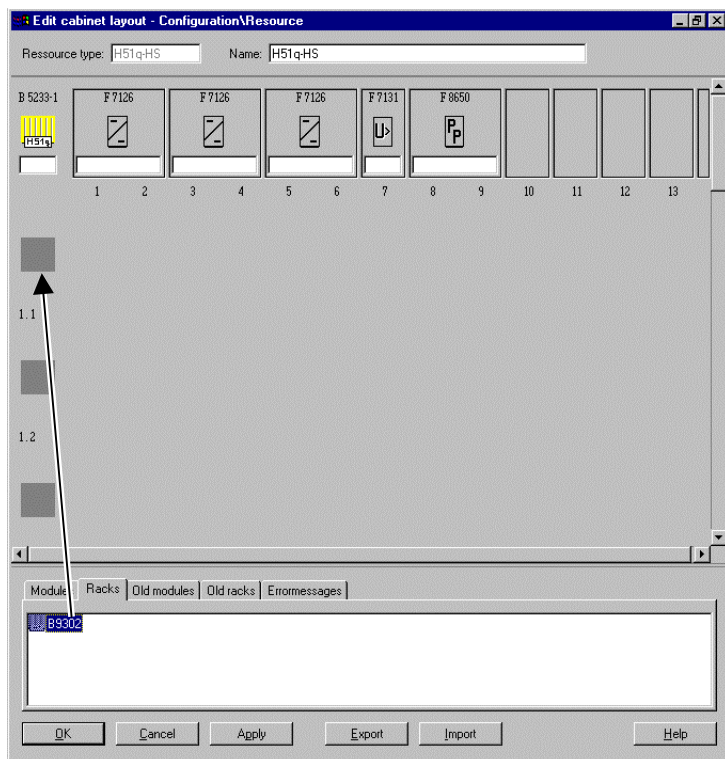 Edit cabinet layout - Configuration\Resource
Ressource type: H51q-HS Name: H51q-HS
B 5233-1 F 7126 F 7126 F 7126 F 7131 F 8650
H51q
U>
PP
1 2 3 4 5 6 7 8 9 10 11 12 13
1.1
1.2
Modules Racks Old modules Old racks Errormessages
B9302
OK Cancel Apply Export Import Help